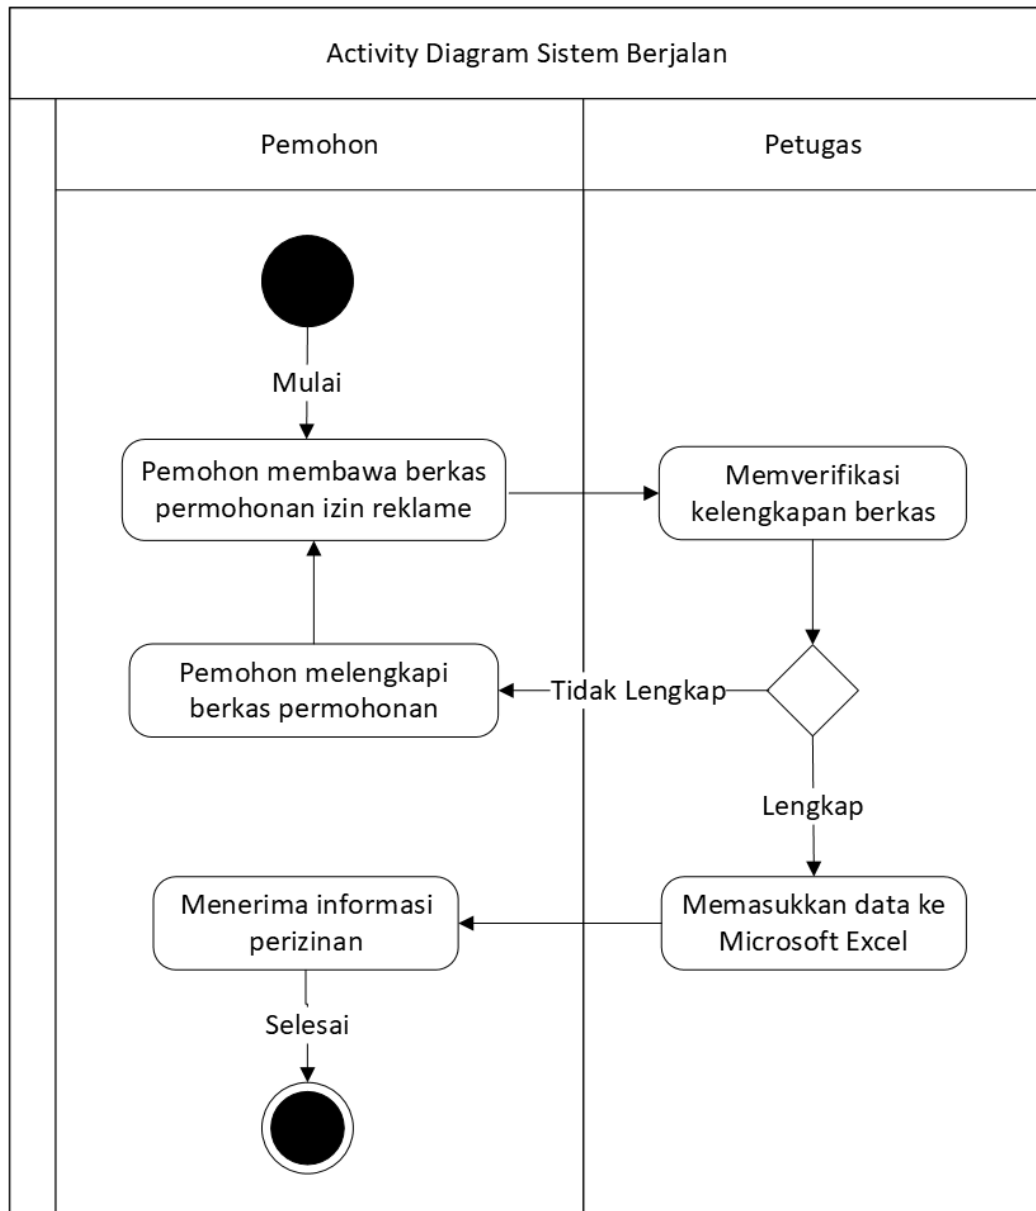 Activity Diagram Sistem Berjalan
Pemohon
Petugas
Mulai
Pemohon membawa berkas
permohonan izin reklame
Memverifikasi
kelengkapan berkas
Pemohon melengkapi
berkas permohonan
Tidak Lengkap
Lengkap
Menerima informasi
perizinan
Memasukkan data ke
Microsoft Excel
Selesai